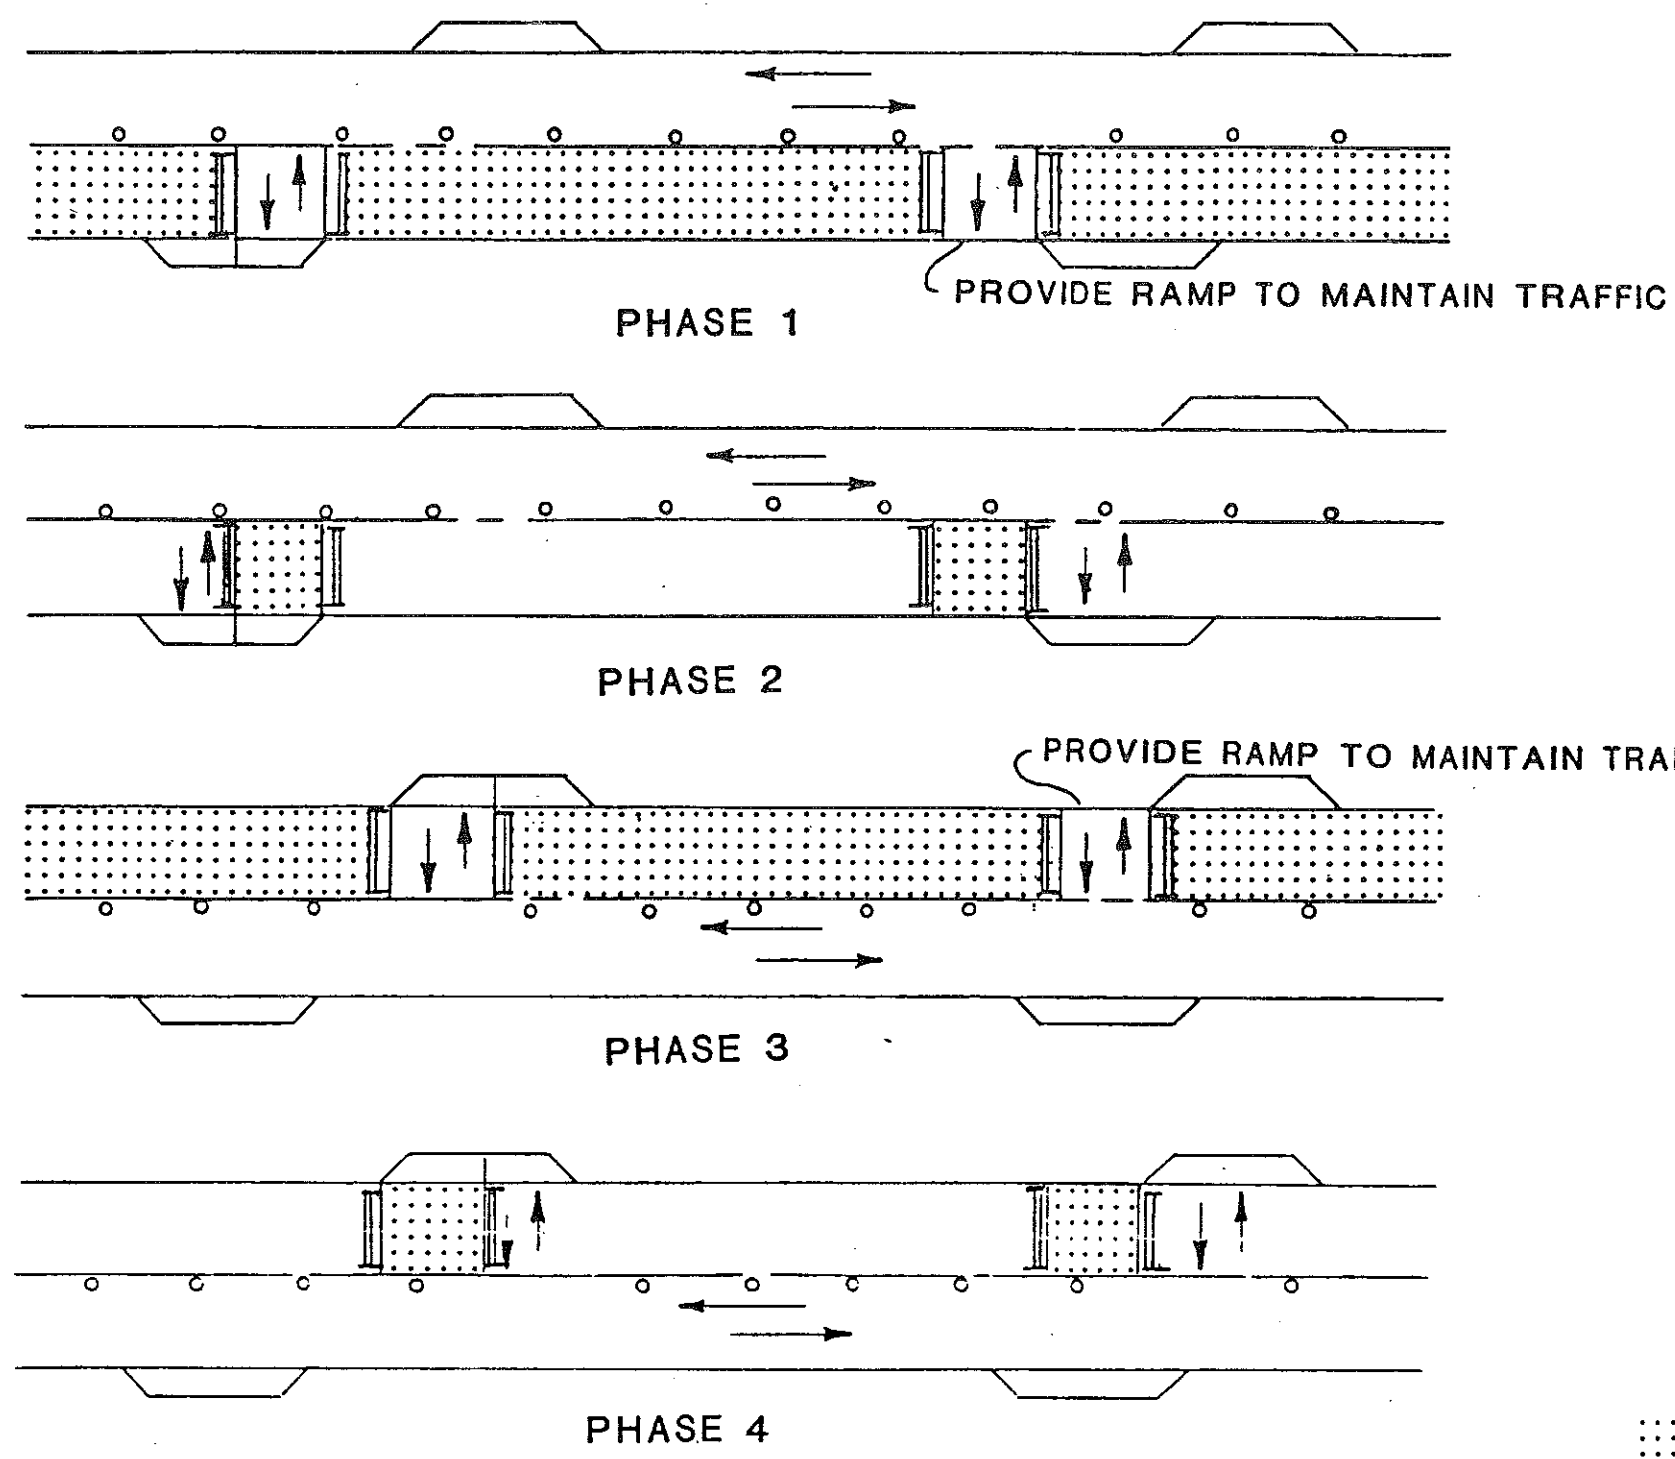 PROVIDE RAMP TO MAINTAIN TRAFFIC
PHASE 1
PHASE 2
PROVIDE RAMP TO MAINTAIN
PHASE 3
PHASE 4